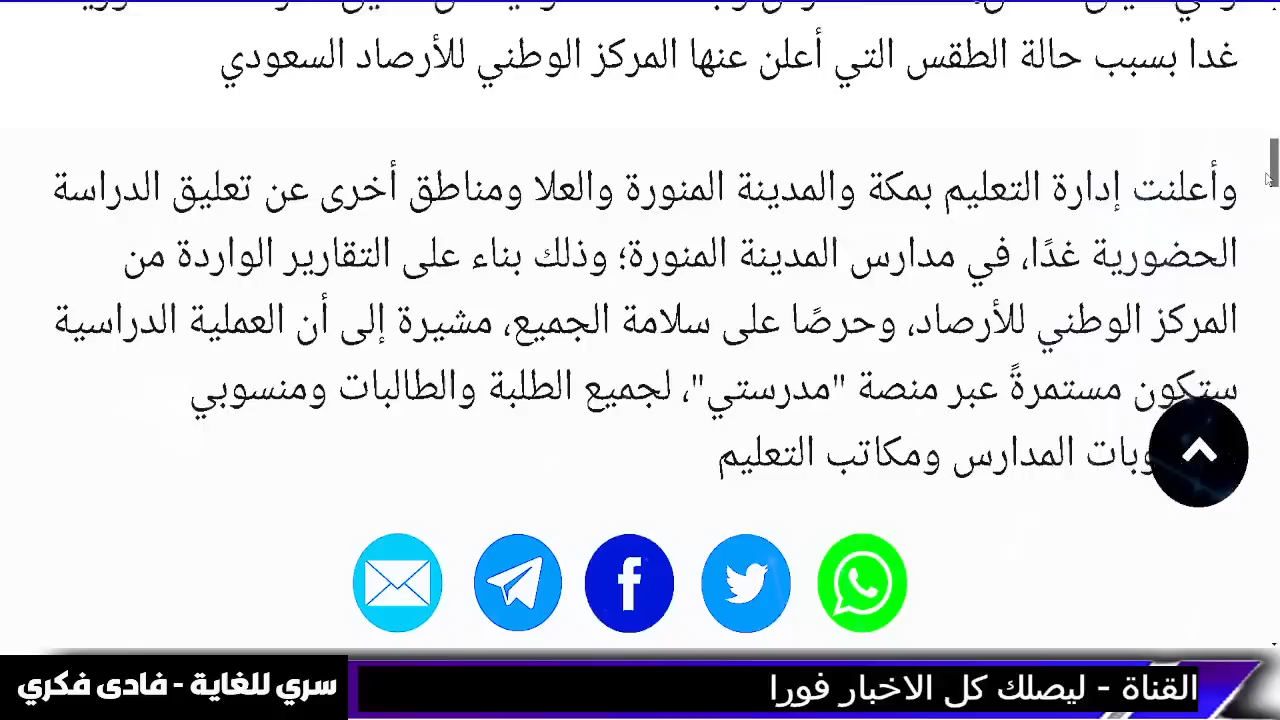 غدا بسبب حالة الطقس التي أعلن عنها المركز الوطني للأرصاد السعودي
وأعلنت إدارة التعليم بمكة والمدينة المنورة والعلا ومناطق أخرى عن تعليق الدراسة
الحضورية غدًا، في مدارس المدينة المنورة؛ وذلك بناء على التقارير الواردة من
المركز الوطني للأرصاد، وحرصًا على سلامة الجميع، مشيرة إلى أن العملية الدراسية
ستكون مستمرةً عبر منصة "مدرستي"، لجميع الطلبة والطالبات ومنسوبي
وبات المدارس ومكاتب التعليم
القناة - ليصلك كل الاخبار فورا
سري للغاية - فادى فكري